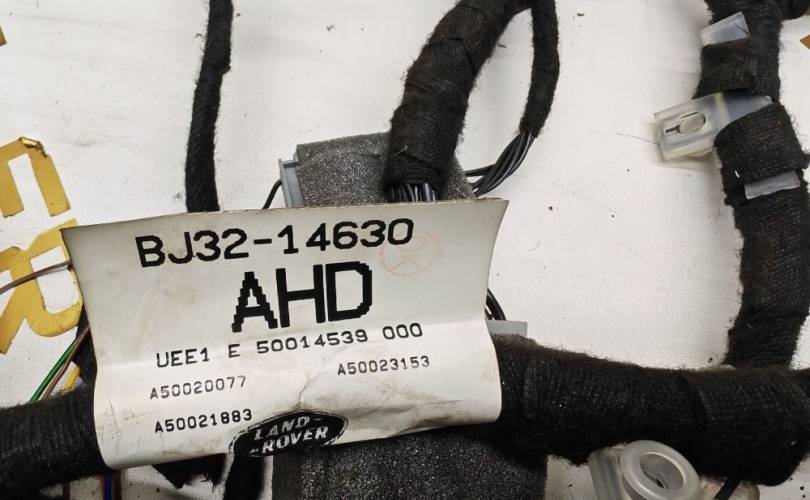 BJ32-14630
AHD
UEE1 E 50014539 000
A50020077
A50023153
A50021883
LAND
ROVER